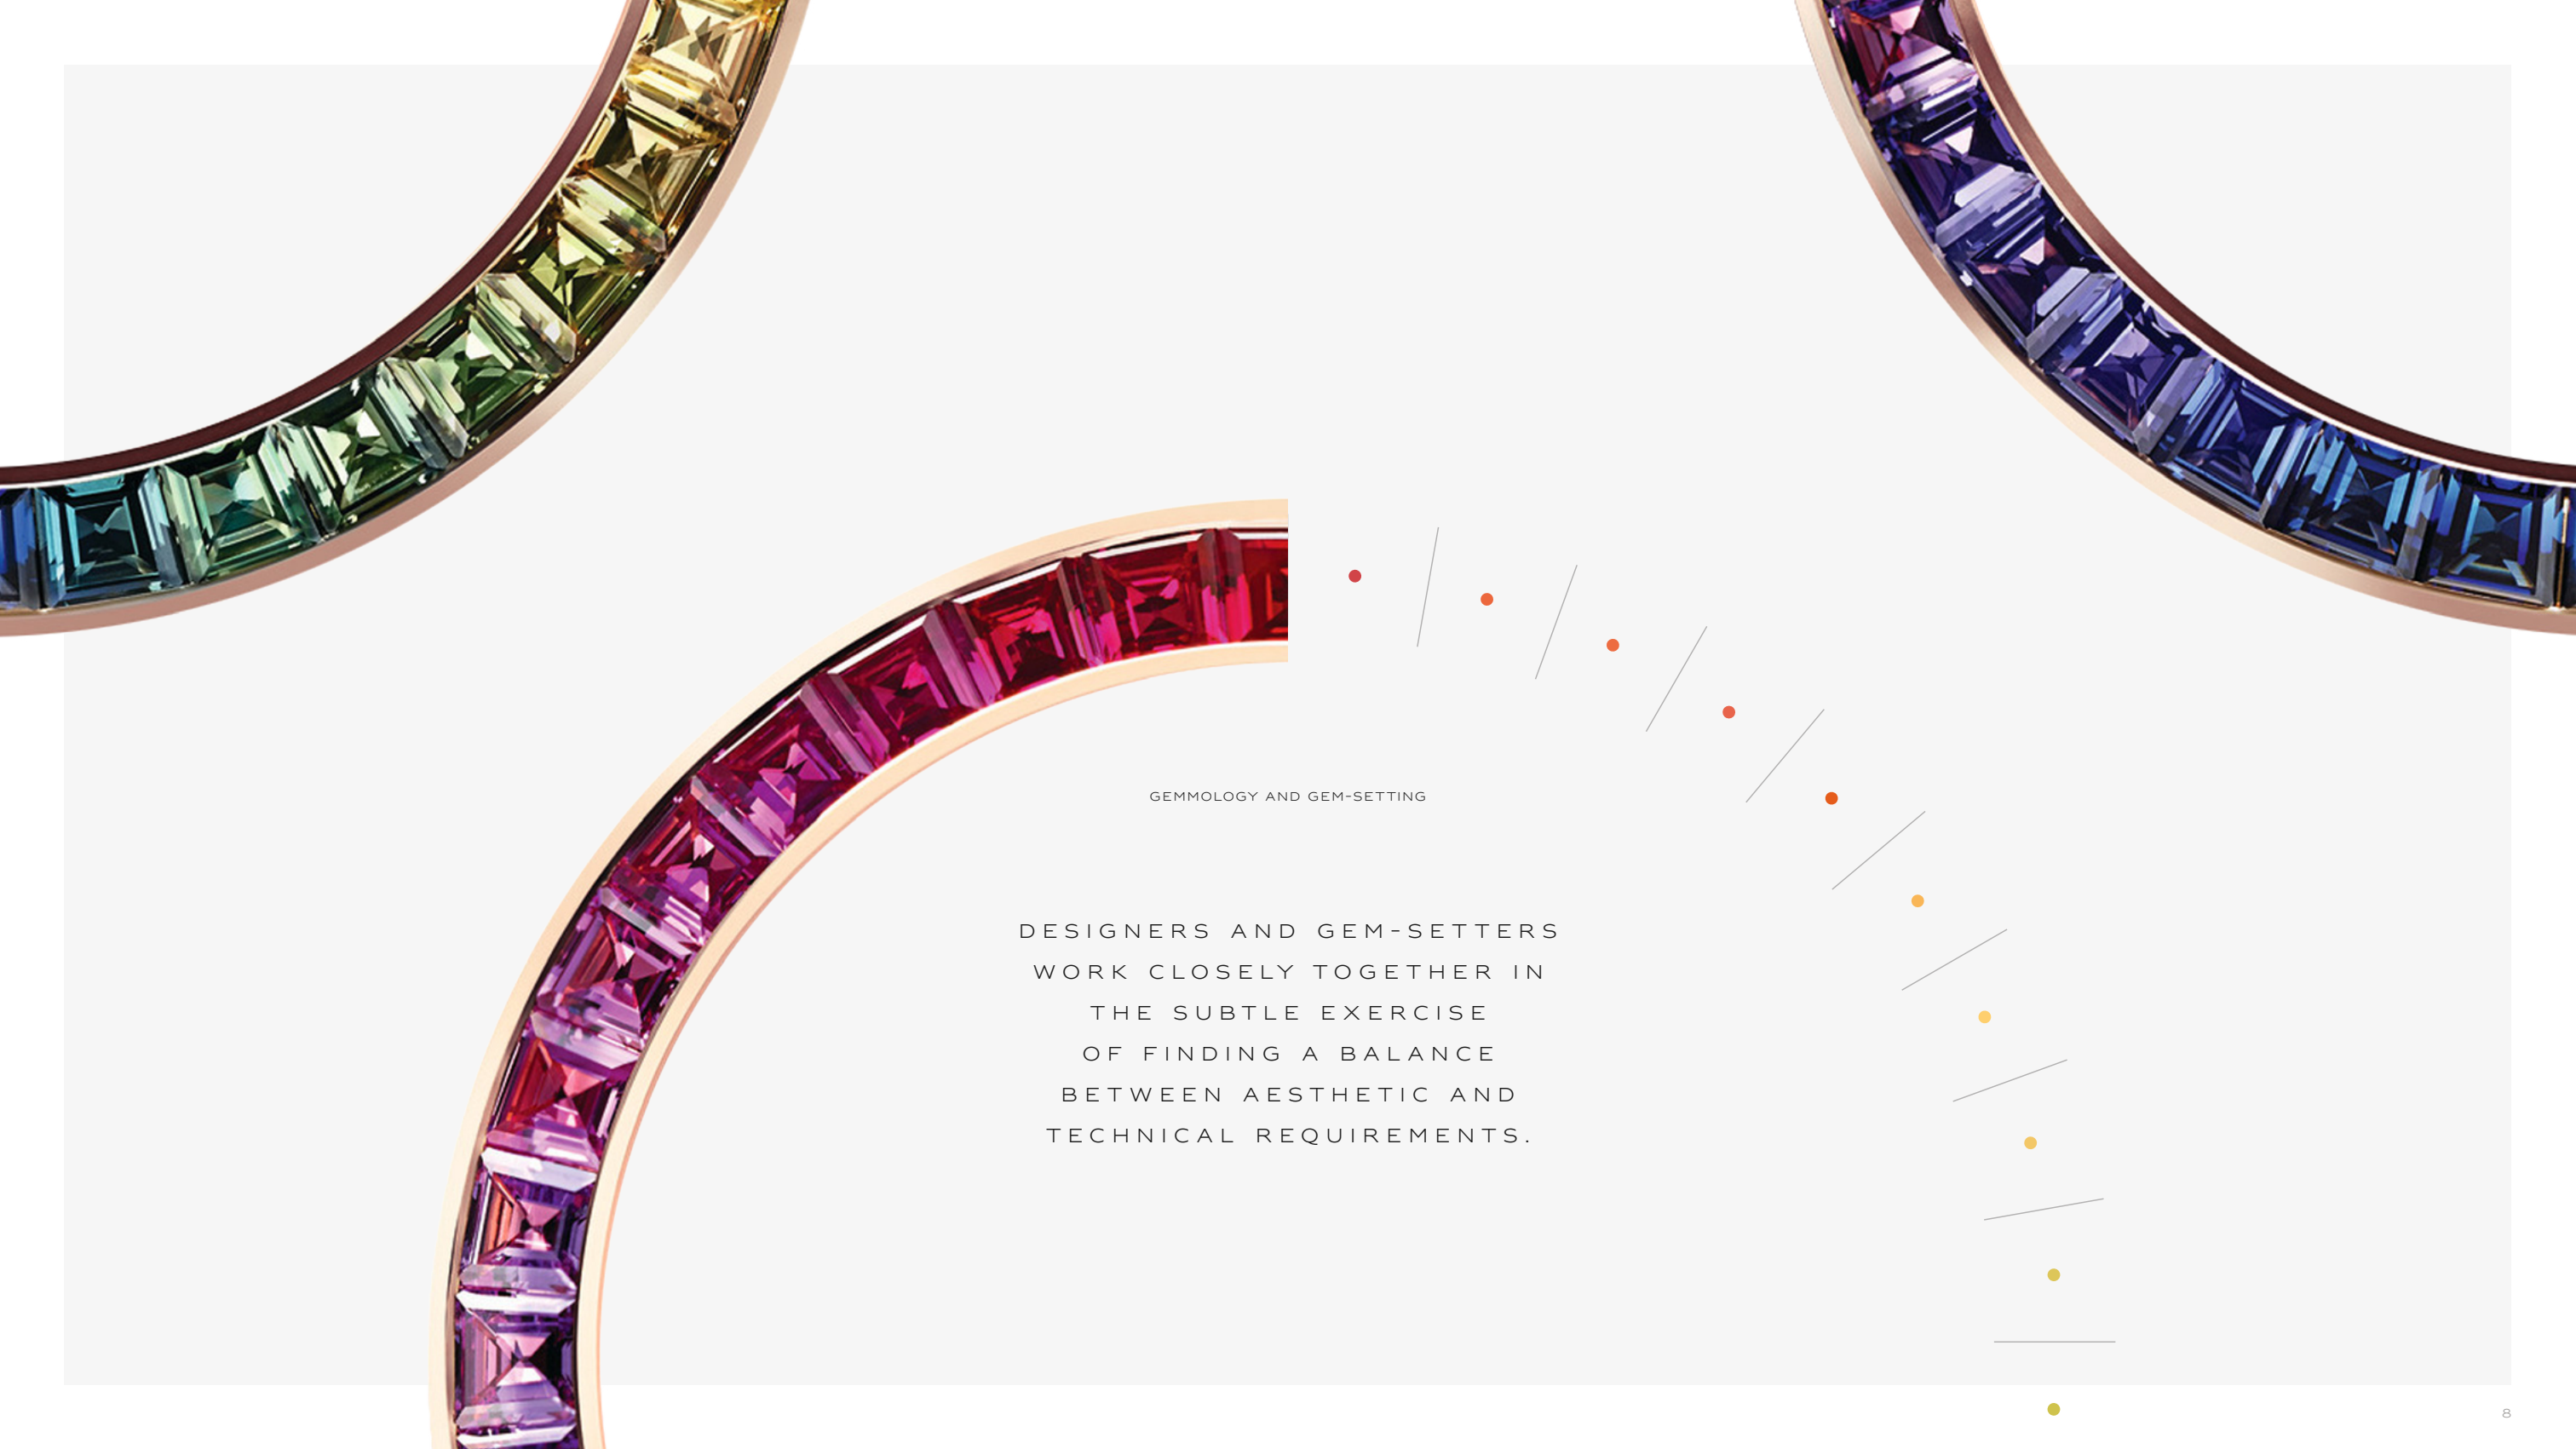 GEMMOLOGY AND GEM-SETTING
DESIGNERS AND GEM-SETTERS
WORK CLOSELY TOGETHER IN
THE SUBTLE EXERCISE
OF FINDING A BALANCE
BETWEEN AESTHETIC AND
TECHNICAL REQUIREMENTS.
8